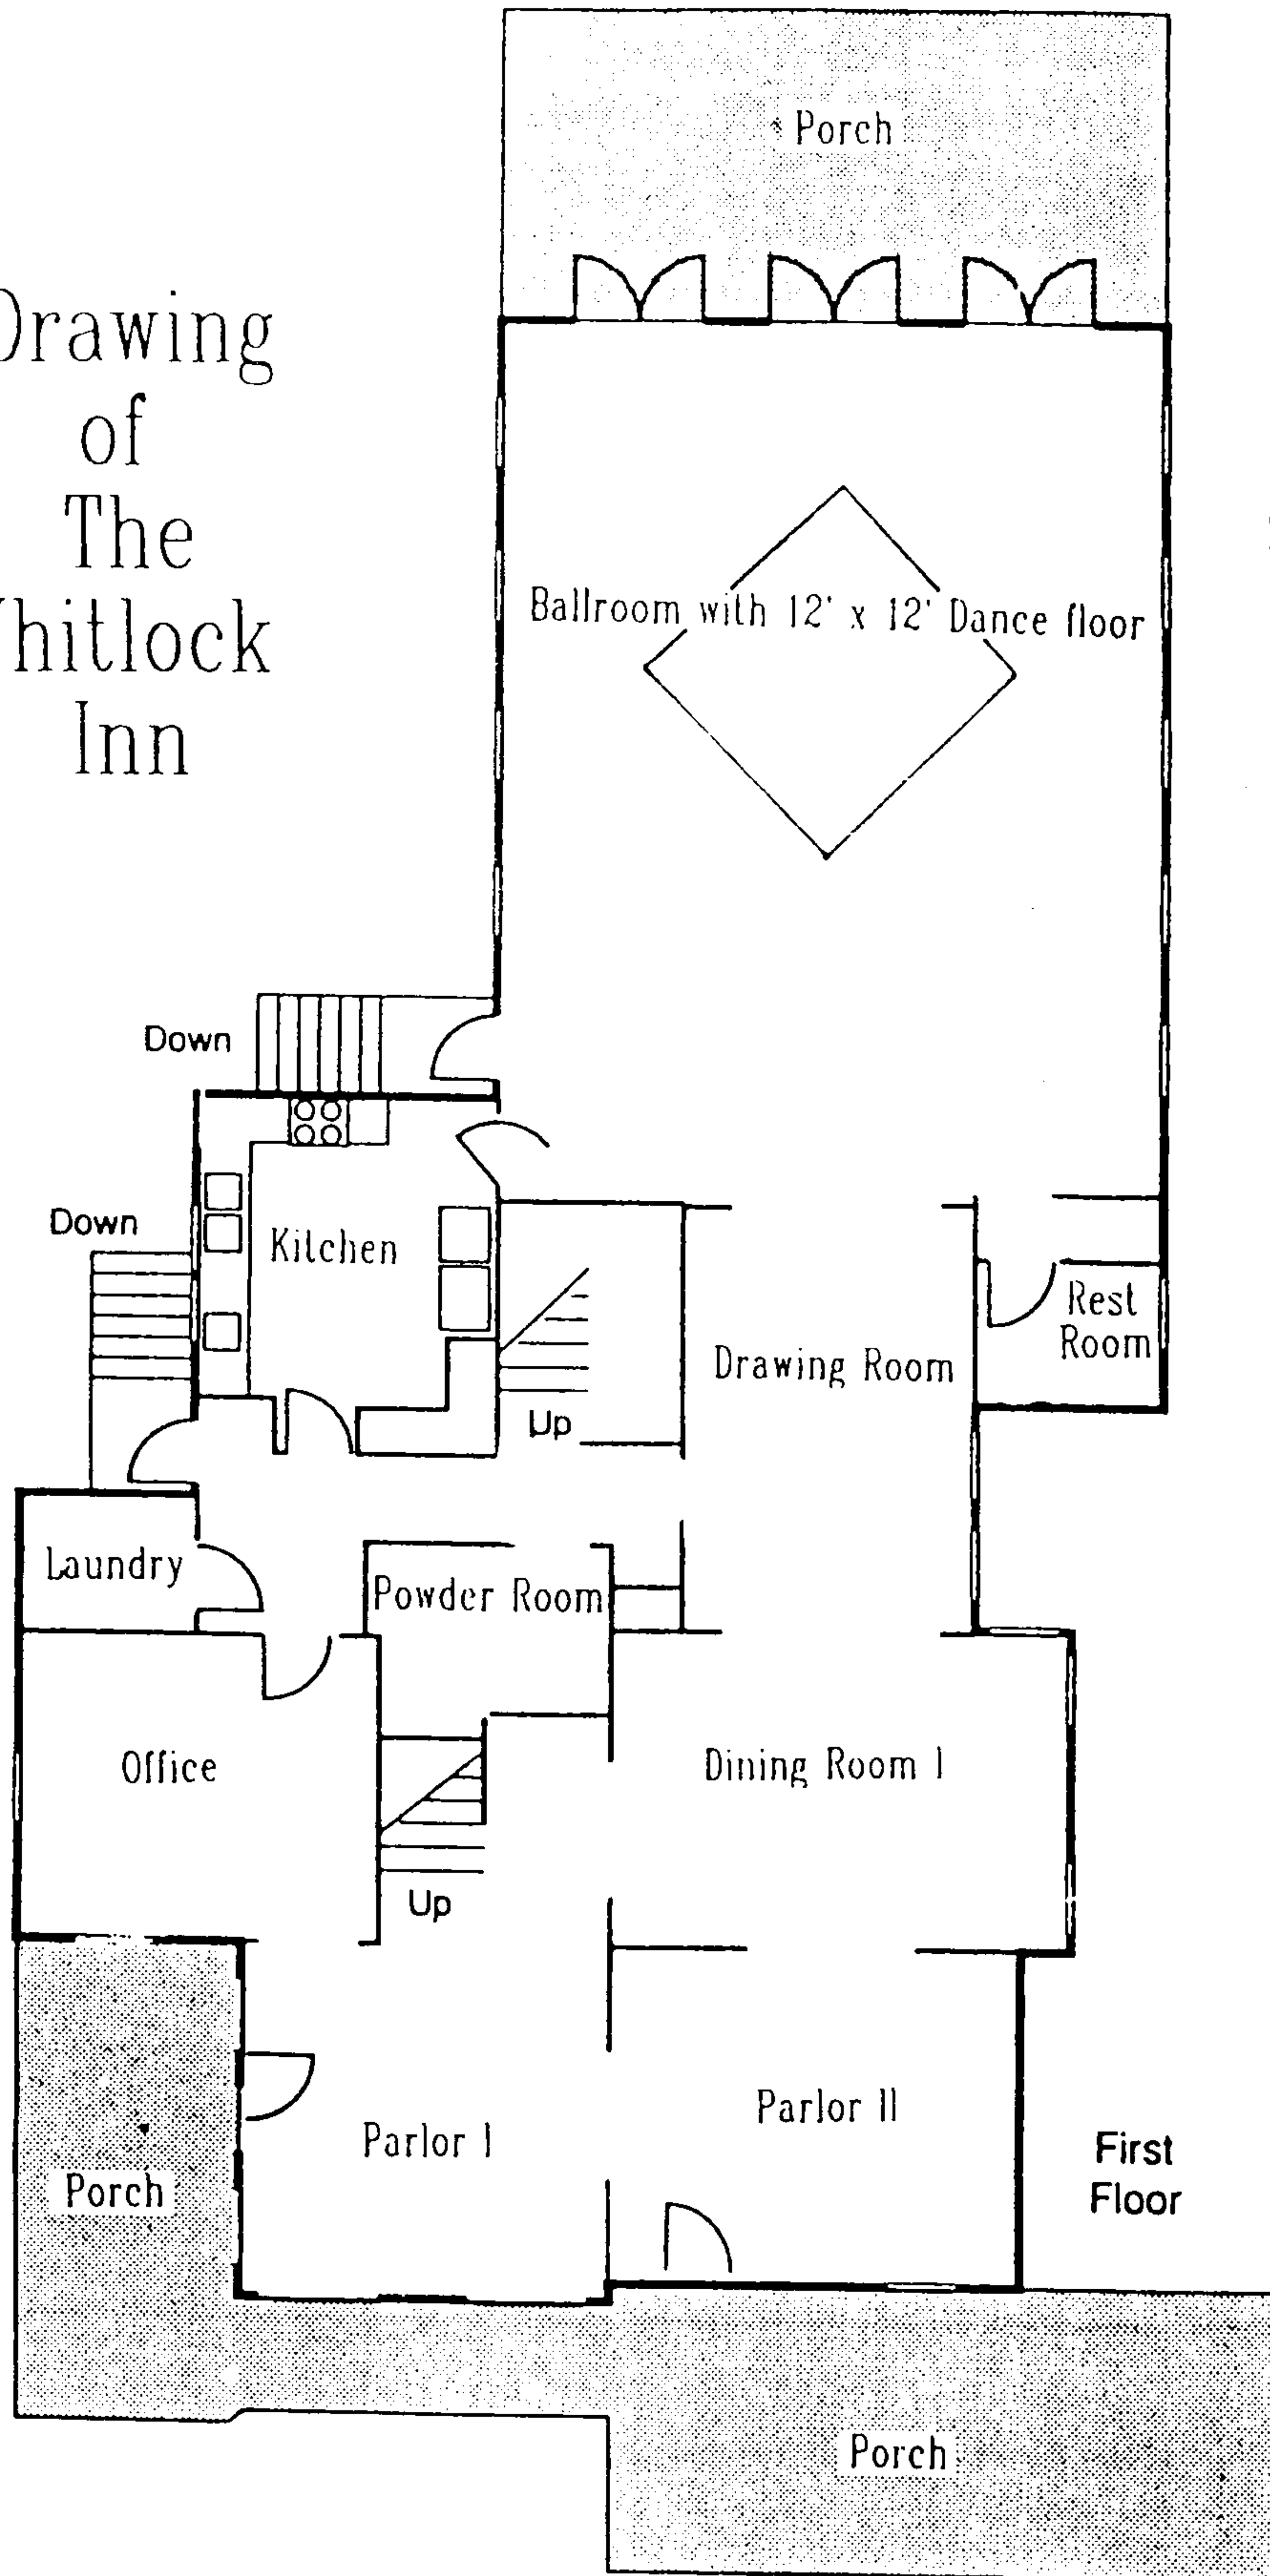 Porch
Drawing
of
The
Whitlock
Inn
Ballroom with 12' x 12' Dance floor
Down
Down
Kitchen
Rest
Room
Drawing Room
Up
Laundry
Powder Room
Office
Dining Room I
Up
Parlor II
Parlor I
First
Floor
Porch
Porch